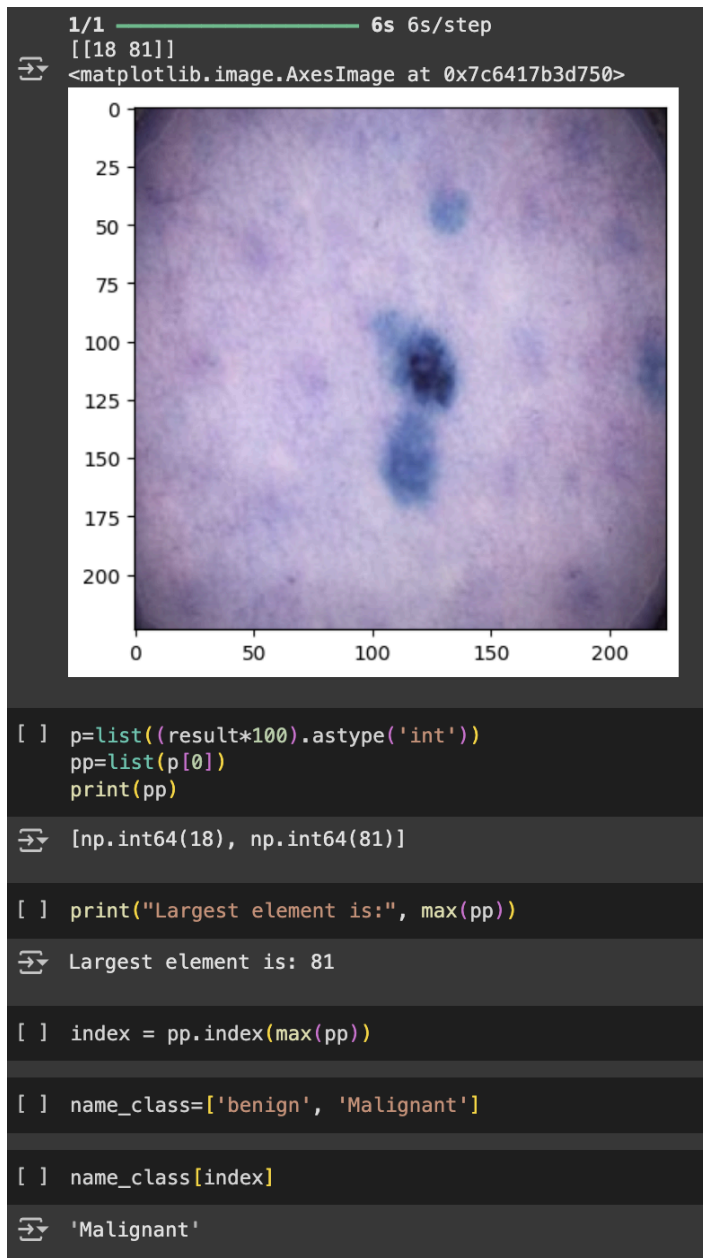 1/1 6s 6s/step
[[18 81]]
<matplotlib.image.AxesImage at 0x7c6417b3d750>
0
25
50
75
100
125
150
175
200
0 50 100 150 200
[ ] p=list((result*100).astype('int'))
pp=list(p[0])
print(pp)
[np.int64(18), np.int64(81)]
[ ] print("Largest element is:", max(pp))
Largest element is: 81
[ ] index = pp.index(max(pp))
[ ] name_class=['benign', 'Malignant']
[ ] name_class[index]
'Malignant'